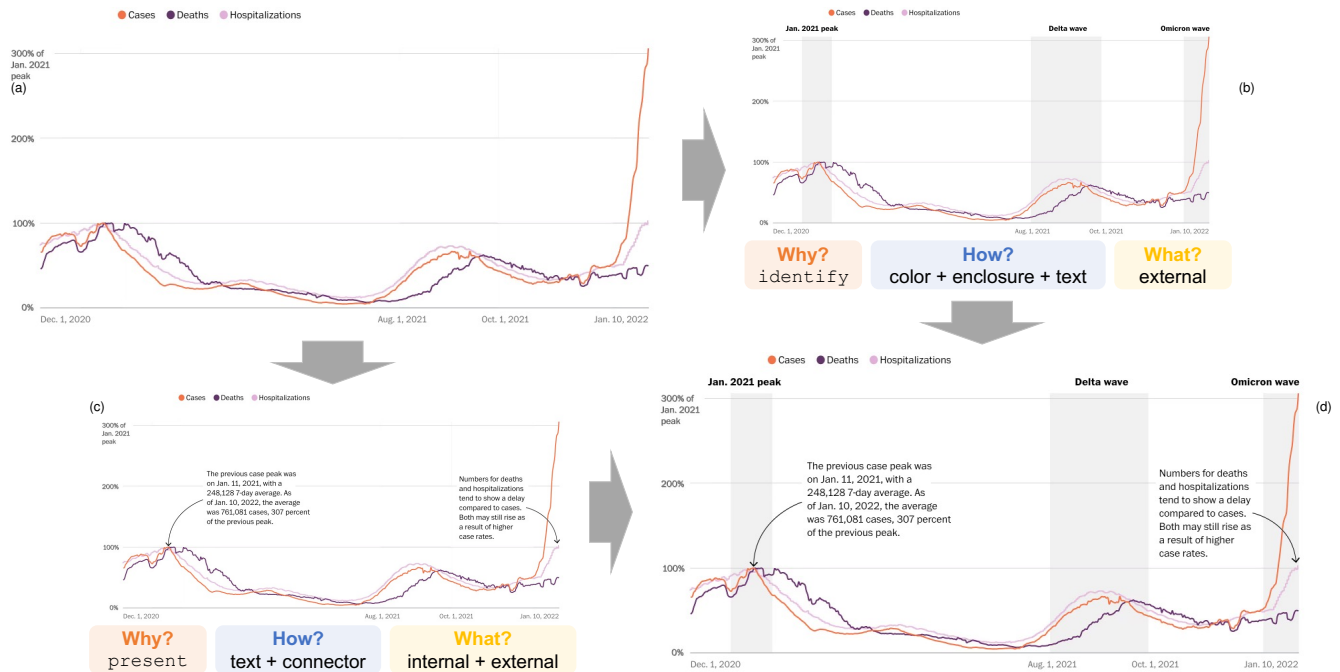 Cases Deaths Hospitalizations
300% of
Jan. 2021
peak
(a)
200%
100%
0%
Dec. 1, 2020 Aug. 1, 2021 Oct. 1, 2021 Jan. 10, 2022
Cases Deaths Hospitalizations
Jan. 2021 peak Delta wave Omicron wave
300% of
Jan. 2021
peak
(b)
200%
100%
0%
Dec. 1, 2020 Aug. 1, 2021 Oct. 1, 2021 Jan. 10, 2022
Why? How? What?
identify color + enclosure + text external
Cases Deaths Hospitalizations
(c)
300% of
Jan. 2021
peak
200%
100%
0%
The previous case peak was
on Jan. 11, 2021, with a
248,128 7-day average. As
of Jan. 10, 2022, the average
was 761,081 cases, 307 percent
of the previous peak.
Numbers for deaths
and hospitalizations
tend to show a delay
compared to cases.
Both may still rise as
a result of higher
case rates.
Dec. 1, 2020 Aug. 1, 2021 Oct. 1, 2021 Jan. 10, 2022
Why? How? What?
present text + connector internal + external
Cases Deaths Hospitalizations
Jan. 2021 peak Delta wave Omicron wave
300% of
Jan. 2021
peak
(d)
200%
100%
0%
The previous case peak was
on Jan. 11, 2021, with a
248,128 7-day average. As
of Jan. 10, 2022, the average
was 761,081 cases, 307 percent
of the previous peak.
Numbers for deaths
and hospitalizations
tend to show a delay
compared to cases.
Both may still rise as
a result of higher
case rates.
Dec. 1, 2020 Aug. 1, 2021 Oct. 1, 2021 Jan. 10, 2022